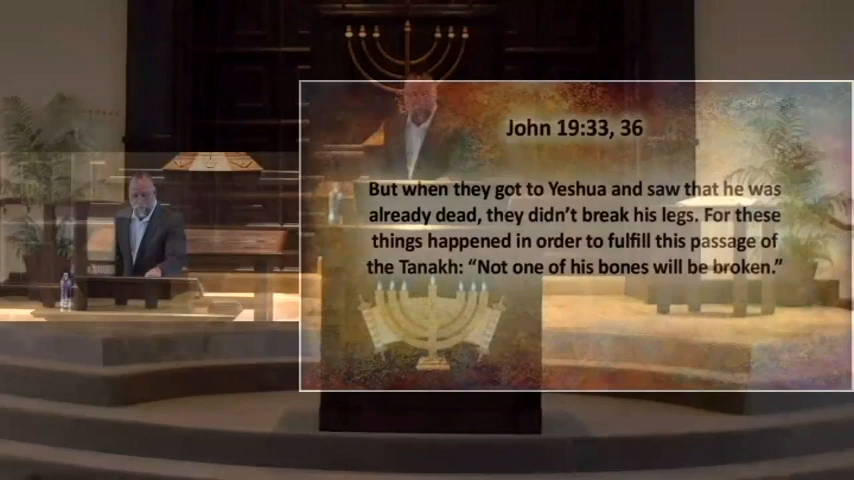 John 19:33, 36
But when they got to Yeshua and saw that he was
already dead, they didn’t break his legs. For these
things happened in order to fulfill this passage of
the Tanakh: “Not one of his bones will be broken.”